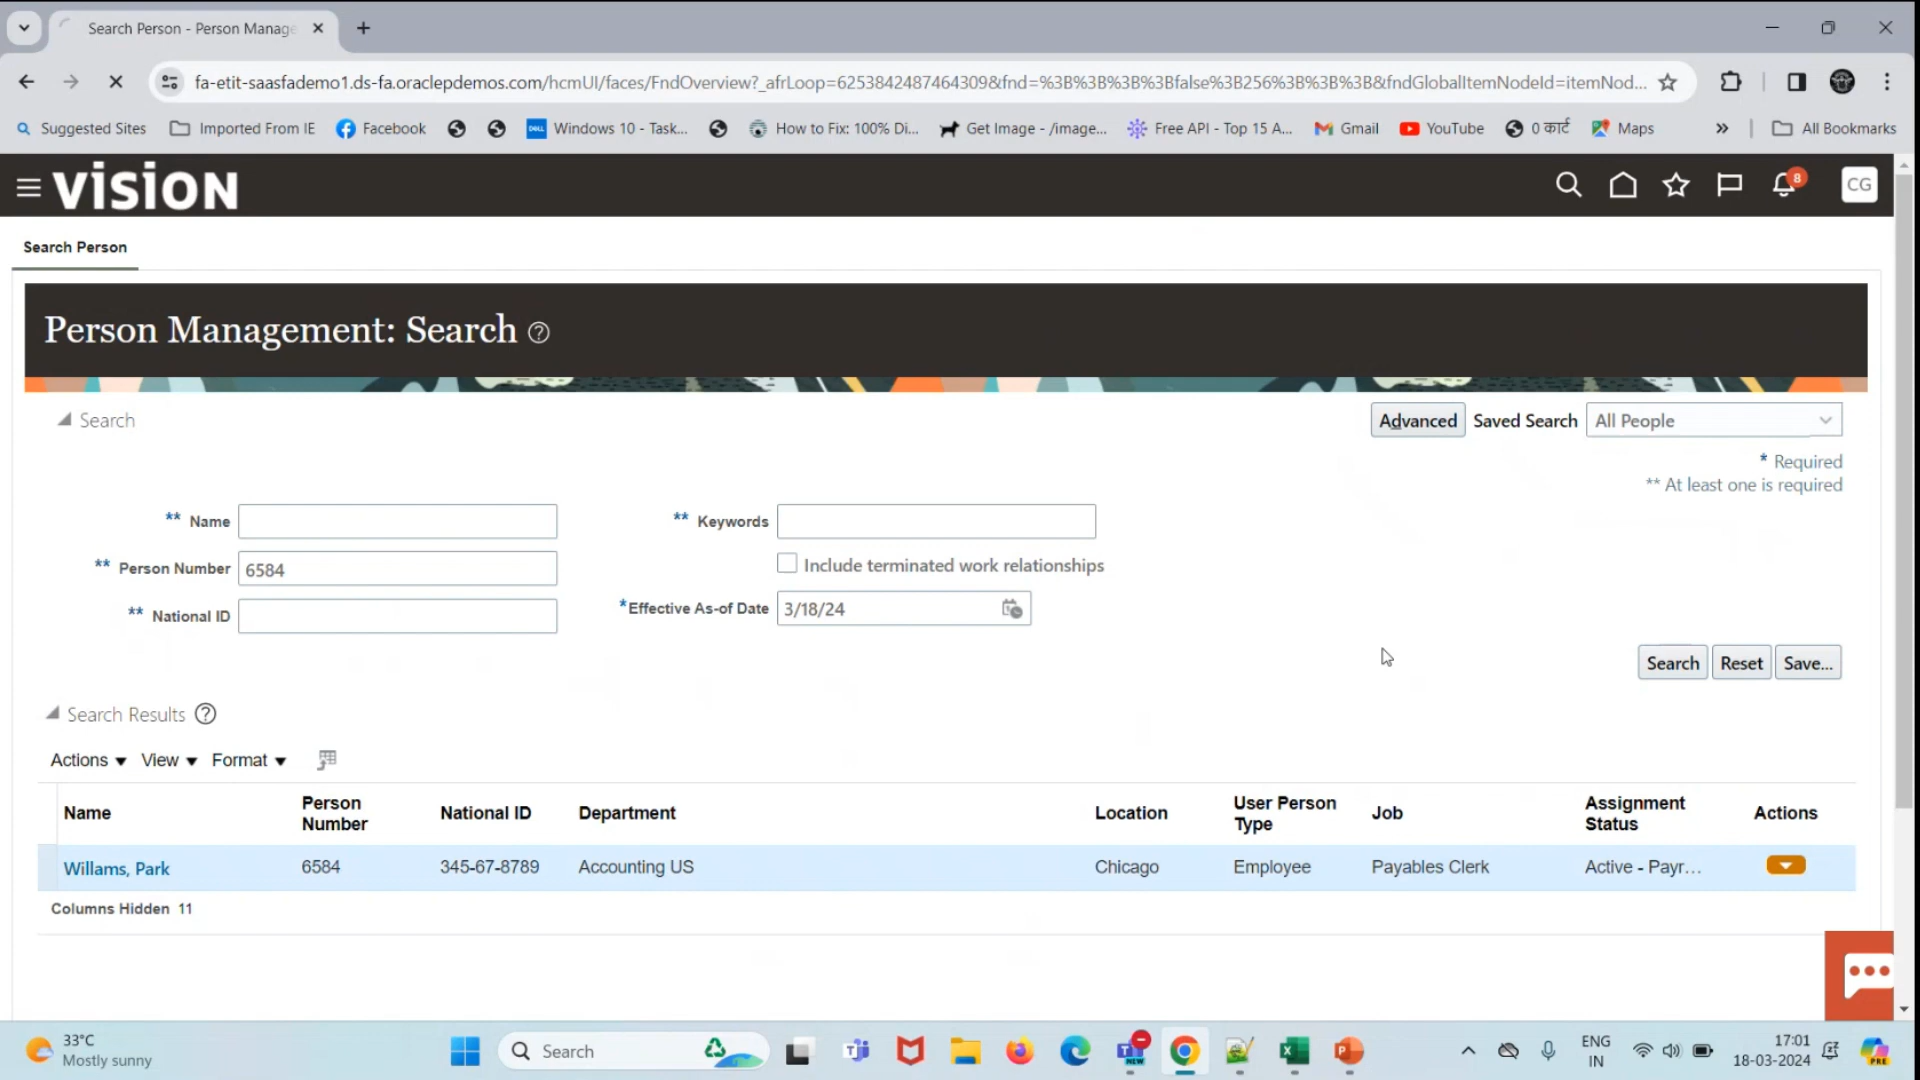 Search Person - Person Manage
fa-etit-saasfademo1.ds-fa.oraclepdemos.com/hcmUI/faces/FndOverview?_afrLoop=6253842487464309&fnd=%3B%3B%3B%3Bfalse%3B256%3B%3B%3B&fndGlobalItemNodeId=itemNod...
Suggested Sites Imported From IE Facebook DELL Windows 10 - Task... How to Fix: 100% Di... Get Image - /image... Free API - Top 15 A... Gmail YouTube 0 कार्ट Maps » All Bookmarks
VISION 8 CG
Search Person
Person Management: Search ?
Search Advanced Saved Search All People
* Required
** At least one is required
** Name ** Keywords
** Person Number 6584 Include terminated work relationships
** National ID *Effective As-of Date 3/18/24
Search Reset Save...
Search Results ?
Actions View Format
Name Person Number National ID Department Location User Person Type Job Assignment Status Actions
Willams, Park 6584 345-67-8789 Accounting US Chicago Employee Payables Clerk Active - Payr...
Columns Hidden 11
33°C
Mostly sunny
Search
NEW
ENG
IN
17:01
18-03-2024
PRE